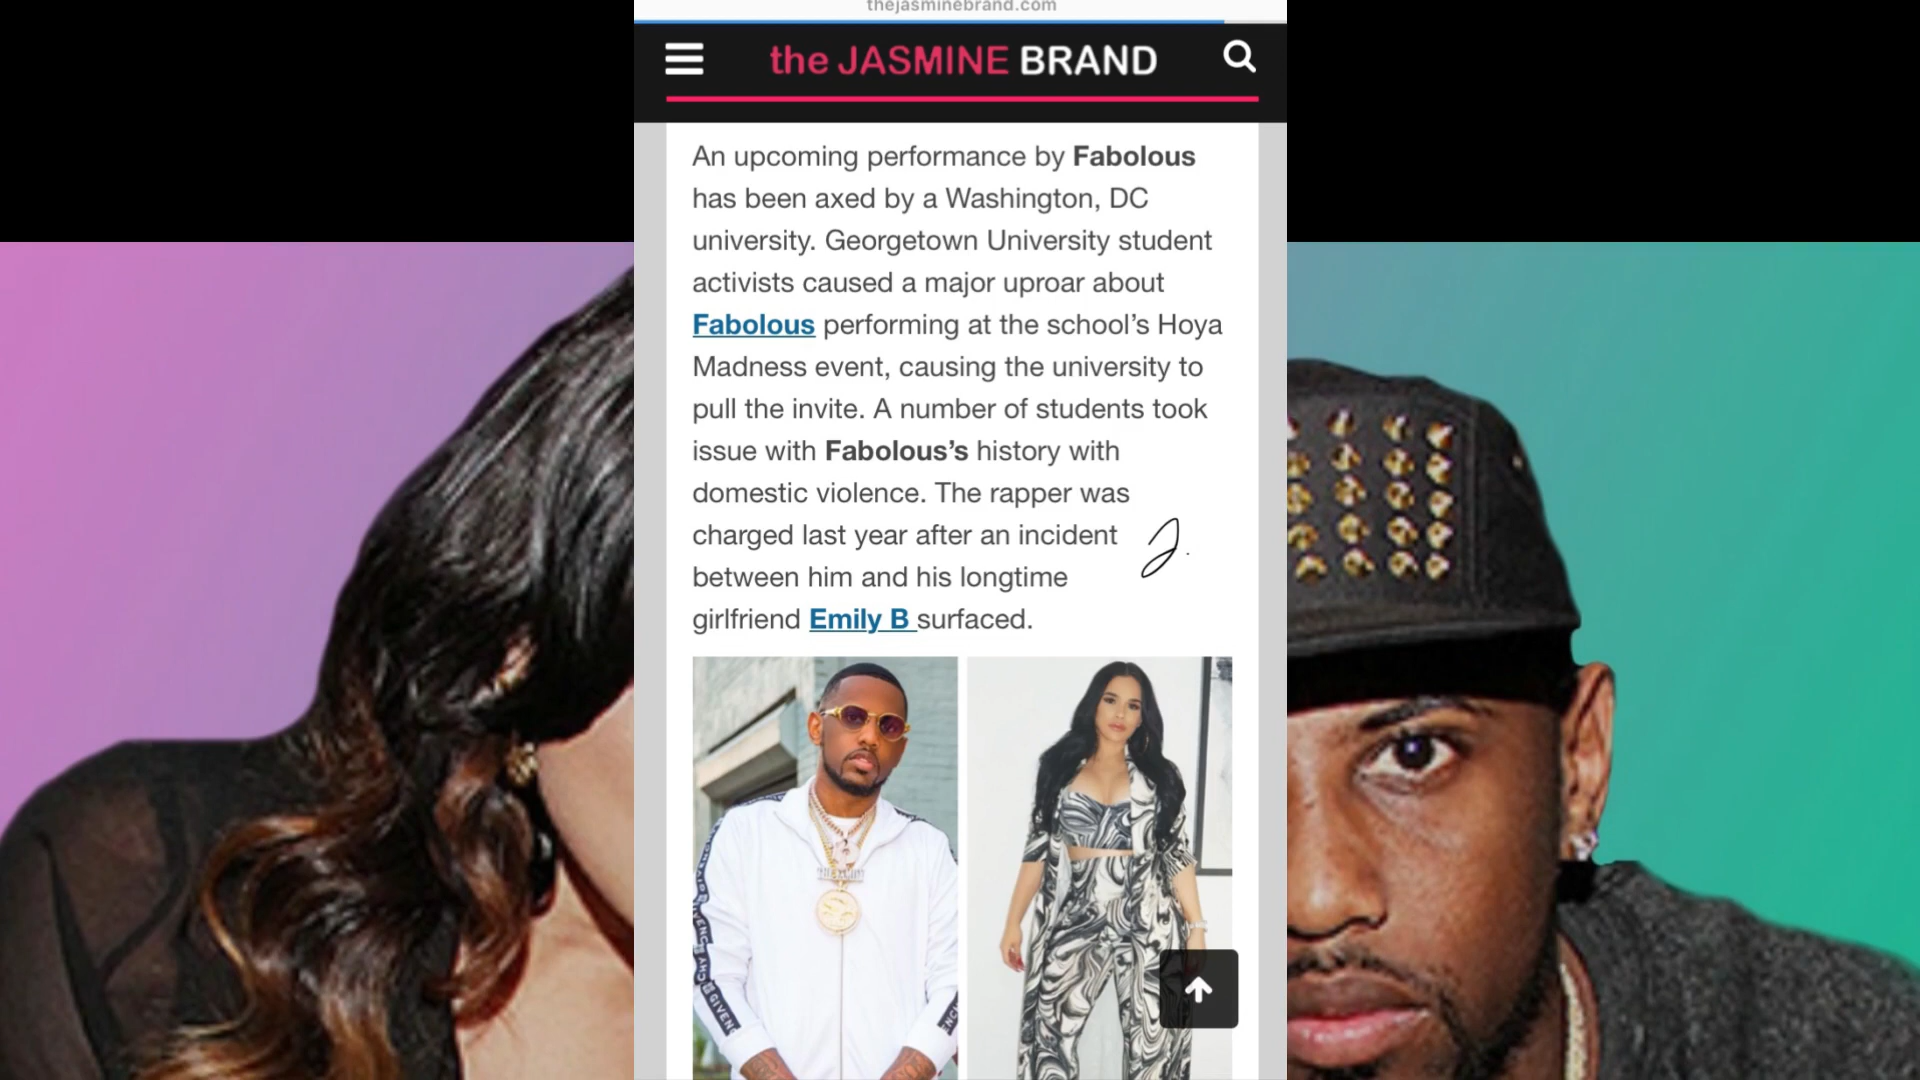 thejasminebrand.com
the JASMINE BRAND
An upcoming performance by Fabolous
has been axed by a Washington, DC
university. Georgetown University student
activists caused a major uproar about
Fabolous performing at the school’s Hoya
Madness event, causing the university to
pull the invite. A number of students took
issue with Fabolous’s history with
domestic violence. The rapper was
charged last year after an incident
between him and his longtime
girlfriend Emily B surfaced.